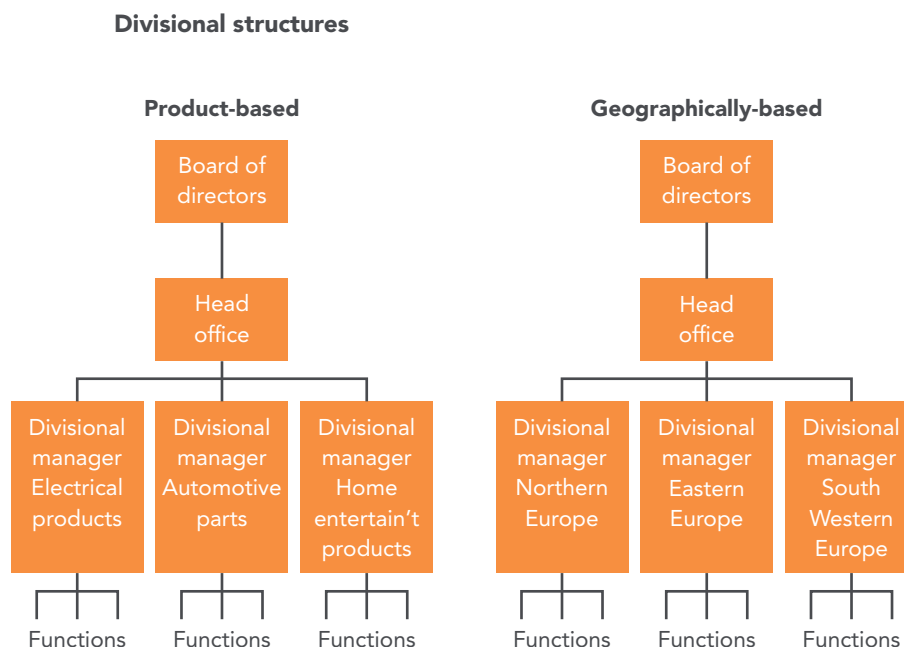 Divisional structures
Product-based
Board of
directors
Head
office
Divisional
manager
Electrical
products
Divisional
manager
Automotive
parts
Divisional
manager
Home
entertain’t
products
Functions
Functions
Functions
Geographically-based
Board of
directors
Head
office
Divisional
manager
Northern
Europe
Divisional
manager
Eastern
Europe
Divisional
manager
South
Western
Europe
Functions
Functions
Functions